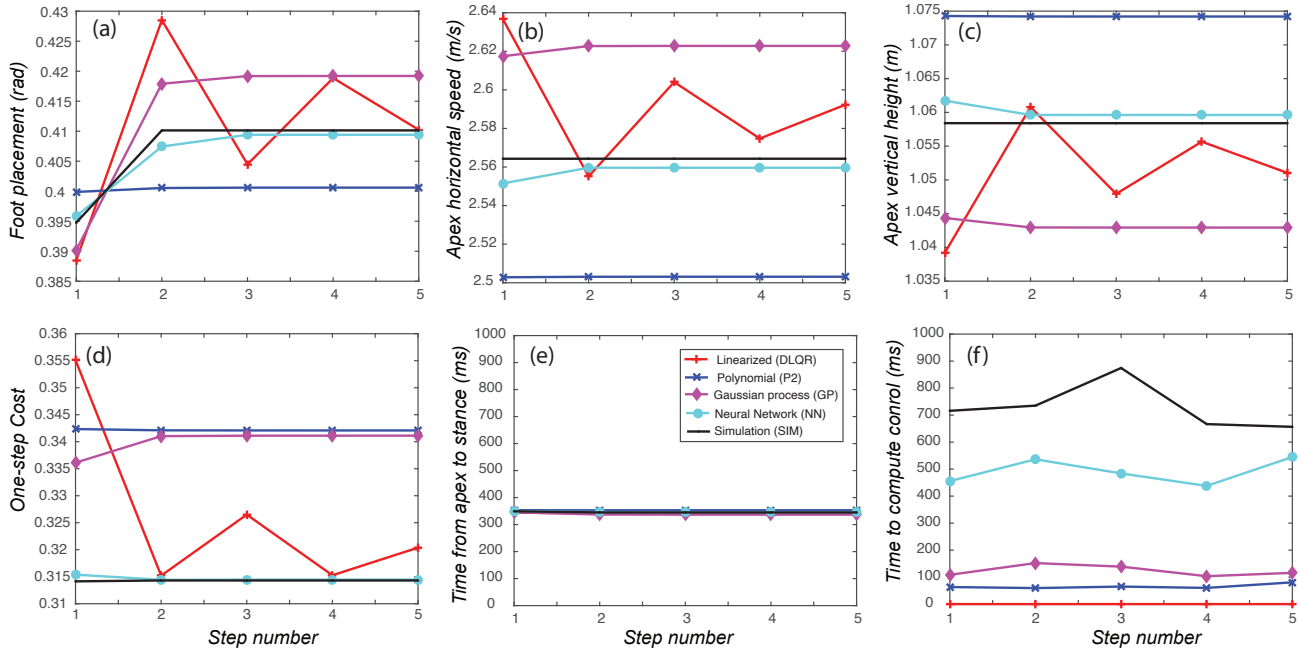 (a)
Foot placement (rad)
0.43
0.425
0.42
0.415
0.41
0.405
0.4
0.395
0.39
0.385
1 2 3 4 5
(b)
Apex horizontal speed (m/s)
2.64
2.62
2.6
2.58
2.56
2.54
2.52
2.5
1 2 3 4 5
(c)
Apex vertical height (m)
1.075
1.07
1.065
1.06
1.055
1.05
1.045
1.04
1.035
1 2 3 4 5
(d)
One-step Cost
0.36
0.355
0.35
0.345
0.34
0.335
0.33
0.325
0.32
0.315
0.31
1 2 3 4 5
Step number
(e)
Time from apex to stance (ms)
1000
900
800
700
600
500
400
300
200
100
0
Linearized (DLQR)
Polynomial (P2)
Gaussian process (GP)
Neural Network (NN)
Simulation (SIM)
1 2 3 4 5
Step number
(f)
Time to compute conrol (ms)
1000
900
800
700
600
500
400
300
200
100
0
1 2 3 4 5
Step number